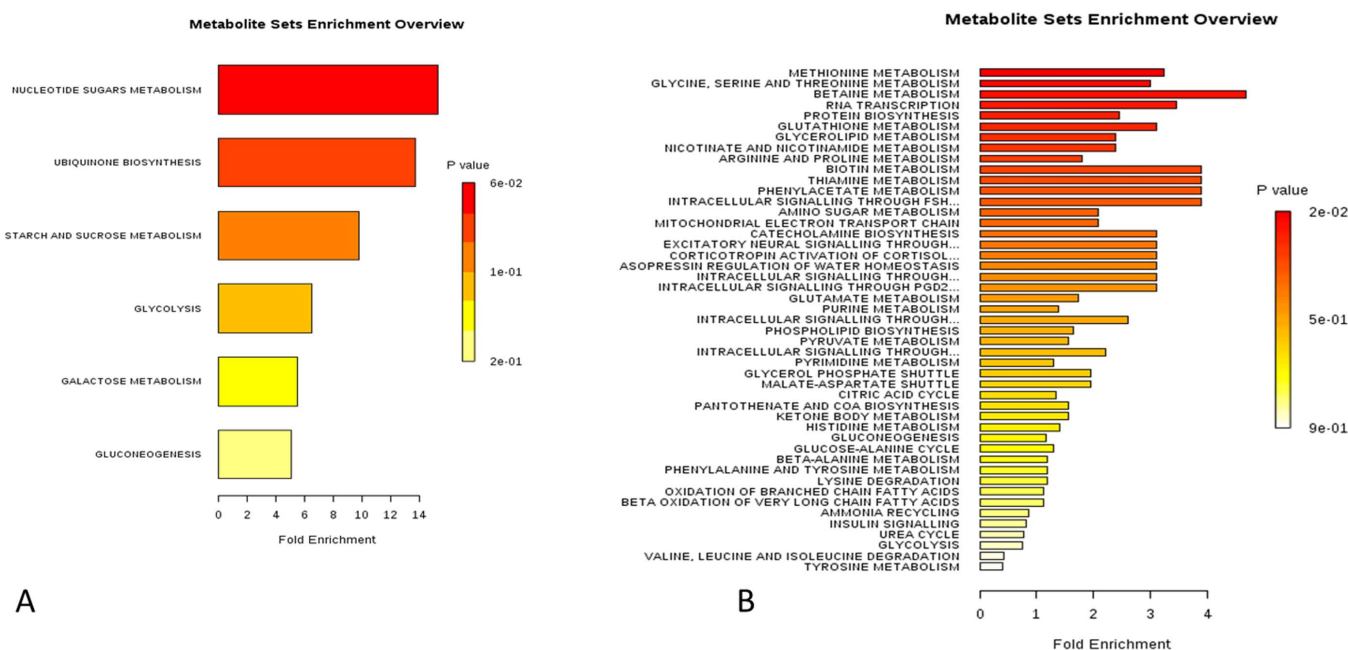 Metabolite Sets Enrichment Overview
NUCLEOTIDE SUGARS METABOLISM
UBIQUINONE BIOSYNTHESIS
STARCH AND SUCROSE METABOLISM
GLYCOLYSIS
GALACTOSE METABOLISM
GLUCONEOGENESIS
P value
6e-02
1e-01
2e-01
0 2 4 6 8 10 12 14
Fold Enrichment
A
Metabolite Sets Enrichment Overview
METHIONINE METABOLISM
GLYCINE, SERINE AND THREONINE METABOLISM
BETAINE METABOLISM
RNA TRANSCRIPTION
PROTEIN BIOSYNTHESIS
GLUTATHIONE METABOLISM
GLYCEROLIPID METABOLISM
NICOTINATE AND NICOTINAMIDE METABOLISM
ARGININE AND PROLINE METABOLISM
BIOTIN METABOLISM
THIAMINE METABOLISM
PHENYLACETATE METABOLISM
INTRACELLULAR SIGNALLING THROUGH FSH...
AMINO SUGAR METABOLISM
MITOCHONDRIAL ELECTRON TRANSPORT CHAIN
CATECHOLAMINE BIOSYNTHESIS
EXCITATORY NEURAL SIGNALLING THROUGH...
CORTICOTROPIN ACTIVATION OF CORTISOL...
ASOPRESSIN REGULATION OF WATER HOMEOSTASIS
INTRACELLULAR SIGNALLING THROUGH...
INTRACELLULAR SIGNALLING THROUGH PGD2...
GLUTAMATE METABOLISM
PURINE METABOLISM
INTRACELLULAR SIGNALLING THROUGH...
PHOSPHOLIPID BIOSYNTHESIS
PYRUVATE METABOLISM
INTRACELLULAR SIGNALLING THROUGH...
PYRIMIDINE METABOLISM
GLYCEROL PHOSPHATE SHUTTLE
MALATE-ASPARTATE SHUTTLE
CITRIC ACID CYCLE
PANTOTHENATE AND COA BIOSYNTHESIS
KETONE BODY METABOLISM
HISTIDINE METABOLISM
GLUCONEOGENESIS
GLUCOSE-ALANINE CYCLE
BETA-ALANINE METABOLISM
PHENYLALANINE AND TYROSINE METABOLISM
LYSINE DEGRADATION
OXIDATION OF BRANCHED CHAIN FATTY ACIDS
BETA OXIDATION OF VERY LONG CHAIN FATTY ACIDS
AMMONIA RECYCLING
INSULIN SIGNALLING
UREA CYCLE
GLYCOLYSIS
VALINE, LEUCINE AND ISOLEUCINE DEGRADATION
TYROSINE METABOLISM
P value
2e-02
5e-01
9e-01
0 1 2 3 4
Fold Enrichment
B